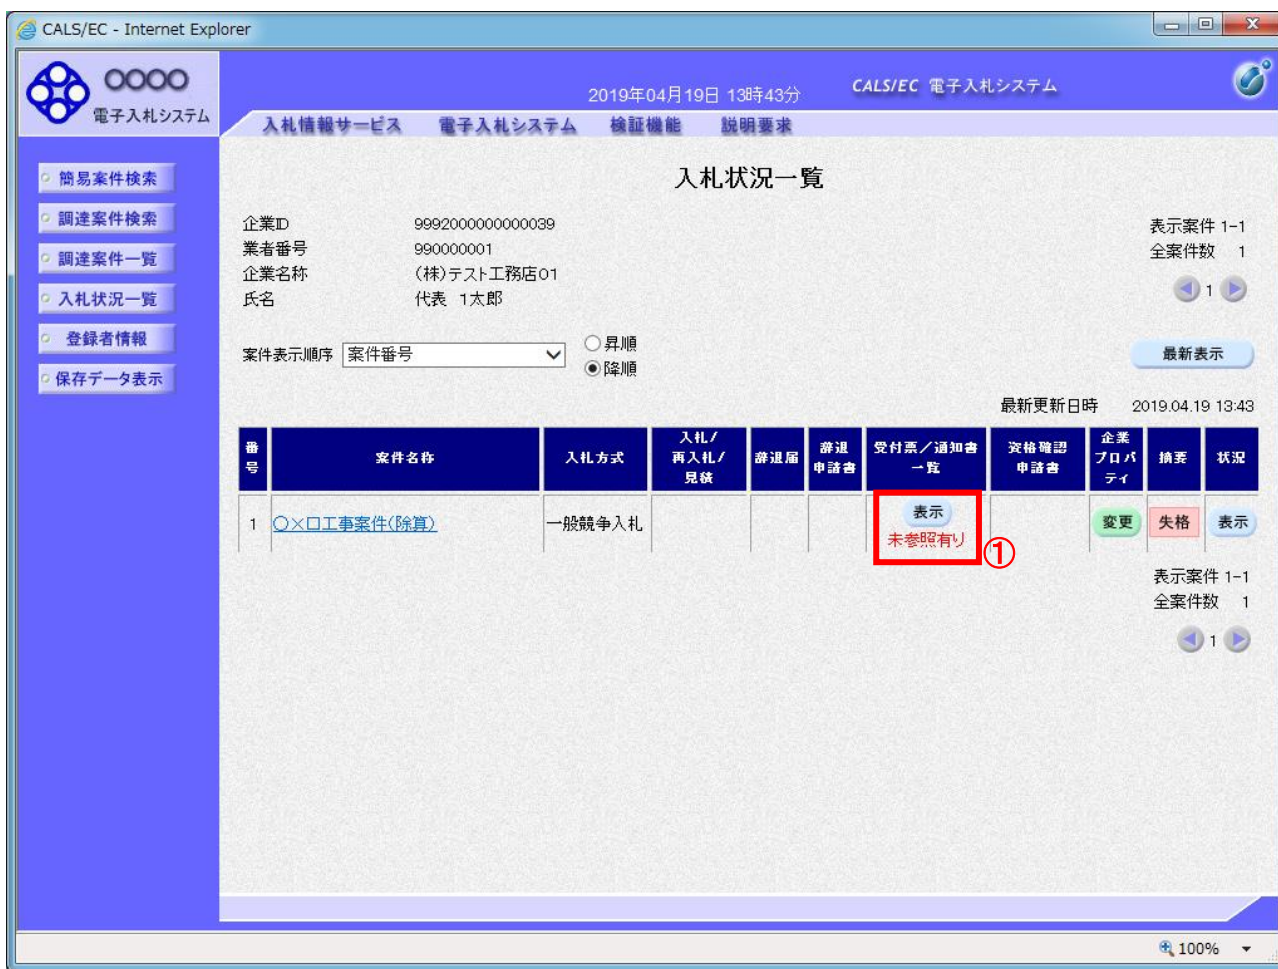 CALS/EC - Internet Explorer
〇〇〇〇
電子入札システム
2019年04月19日 13時43分
CALS/EC 電子入札システム
入札情報サービス 電子入札システム 検証機能 説明要求
簡易案件検索
調達案件検索
調達案件一覧
入札状況一覧
登録者情報
保存データ表示
入札状況一覧
企業ID 9992000000000039
業者番号 990000001
企業名称 (株)テスト工務店01
氏名 代表 1太郎
表示案件 1-1
全案件数 1
1
案件表示順序 案件番号
昇順
降順
最新表示
最新更新日時 2019.04.19 13:43
番号 案件名称 入札方式 入札/再入札/見積 辞退届 辞退申請書 受付票/通知書一覧 資格確認申請書 企業プロパティ 摘要 状況
1 〇×口工事案件(除算) 一般競争入札 表示 変更 失格 表示
未参照有り
①
表示案件 1-1
全案件数 1
1
100%